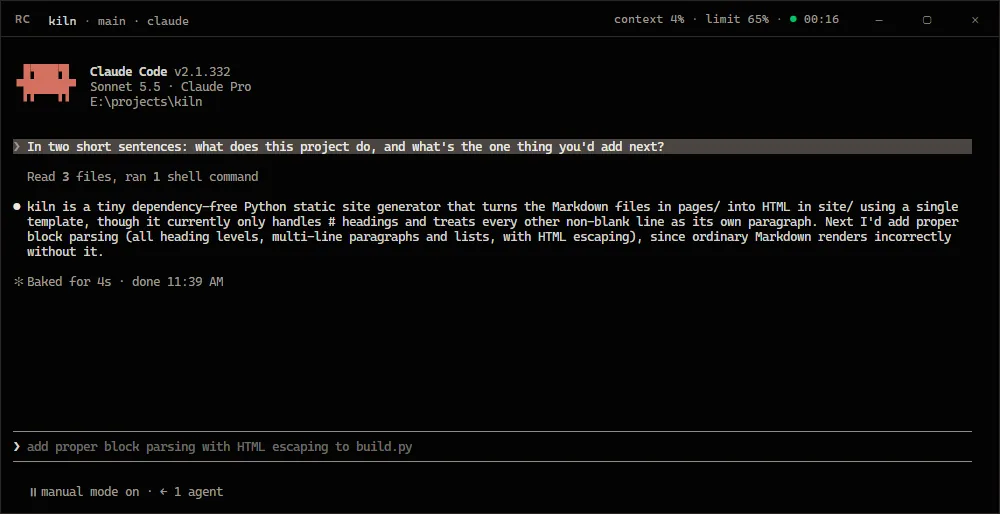 RC kiln · main · claude context 4% · limit 65% · ● 00:16
Claude Code v2.1.332
Sonnet 5.5 · Claude Pro
E:\projects\kiln
❯ In two short sentences: what does this project do, and what's the one thing you'd add next?
Read 3 files, ran 1 shell command
● kiln is a tiny dependency-free Python static site generator that turns the Markdown files in pages/ into HTML in site/ using a single
template, though it currently only handles # headings and treats every other non-blank line as its own paragraph. Next I'd add proper
block parsing (all heading levels, multi-line paragraphs and lists, with HTML escaping), since ordinary Markdown renders incorrectly
without it.
✻ Baked for 4s · done 11:39 AM
❯ add proper block parsing with HTML escaping to build.py
⏸ manual mode on · ← 1 agent